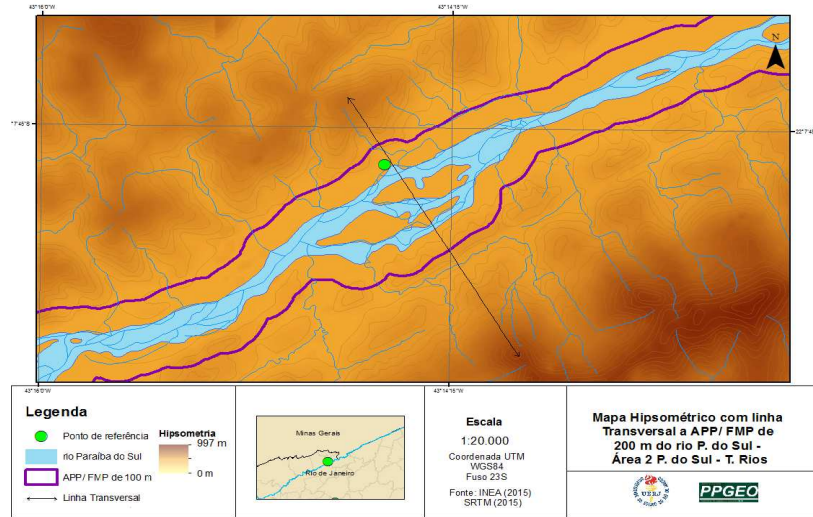 43°16'0"W
43°14'15"W
N
°7'45"S
22°7'45
43°16'0"W
43°14'15"W
Legenda
Ponto de referência
rio Paraíba do Sul
APP/ FMP de 100 m
Linha Transversal
Hipsometria
997 m
0 m
Minas Gerais
Rio de Janeiro
Escala
1:20.000
Coordenada UTM
WGS84
Fuso 23S
Fonte: INEA (2015)
SRTM (2015)
Mapa Hipsométrico com linha
Transversal a APP/ FMP de
200 m do rio P. do Sul -
Área 2 P. do Sul - T. Rios
UERJ
PPGEO